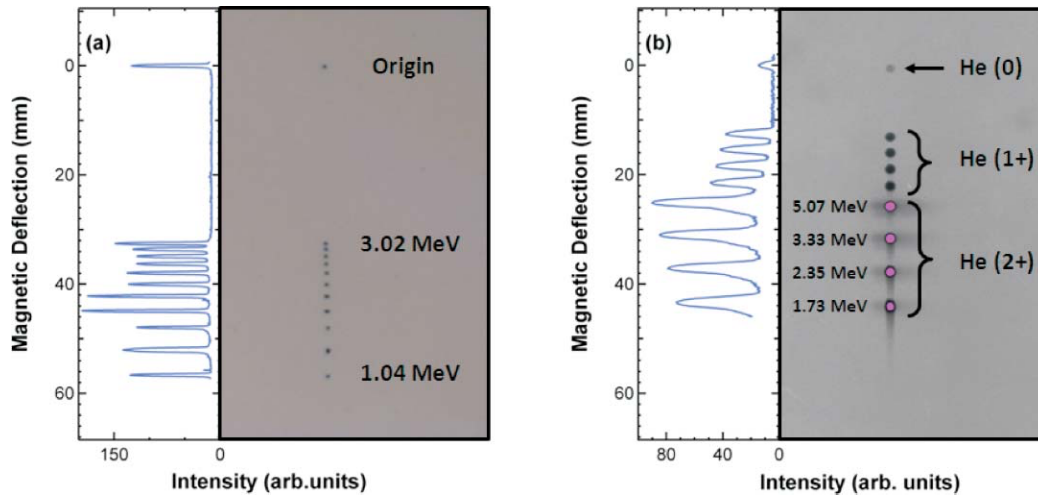 (a)
Origin
3.02 MeV
1.04 MeV
0
20
40
60
Magnetic Deflection (mm)
150
0
Intensity (arb.units)
(b)
He (0)
He (1+)
5.07 MeV
3.33 MeV
2.35 MeV
1.73 MeV
He (2+)
0
20
40
60
Magnetic Deflection (mm)
80
40
0
Intensity (arb. units)